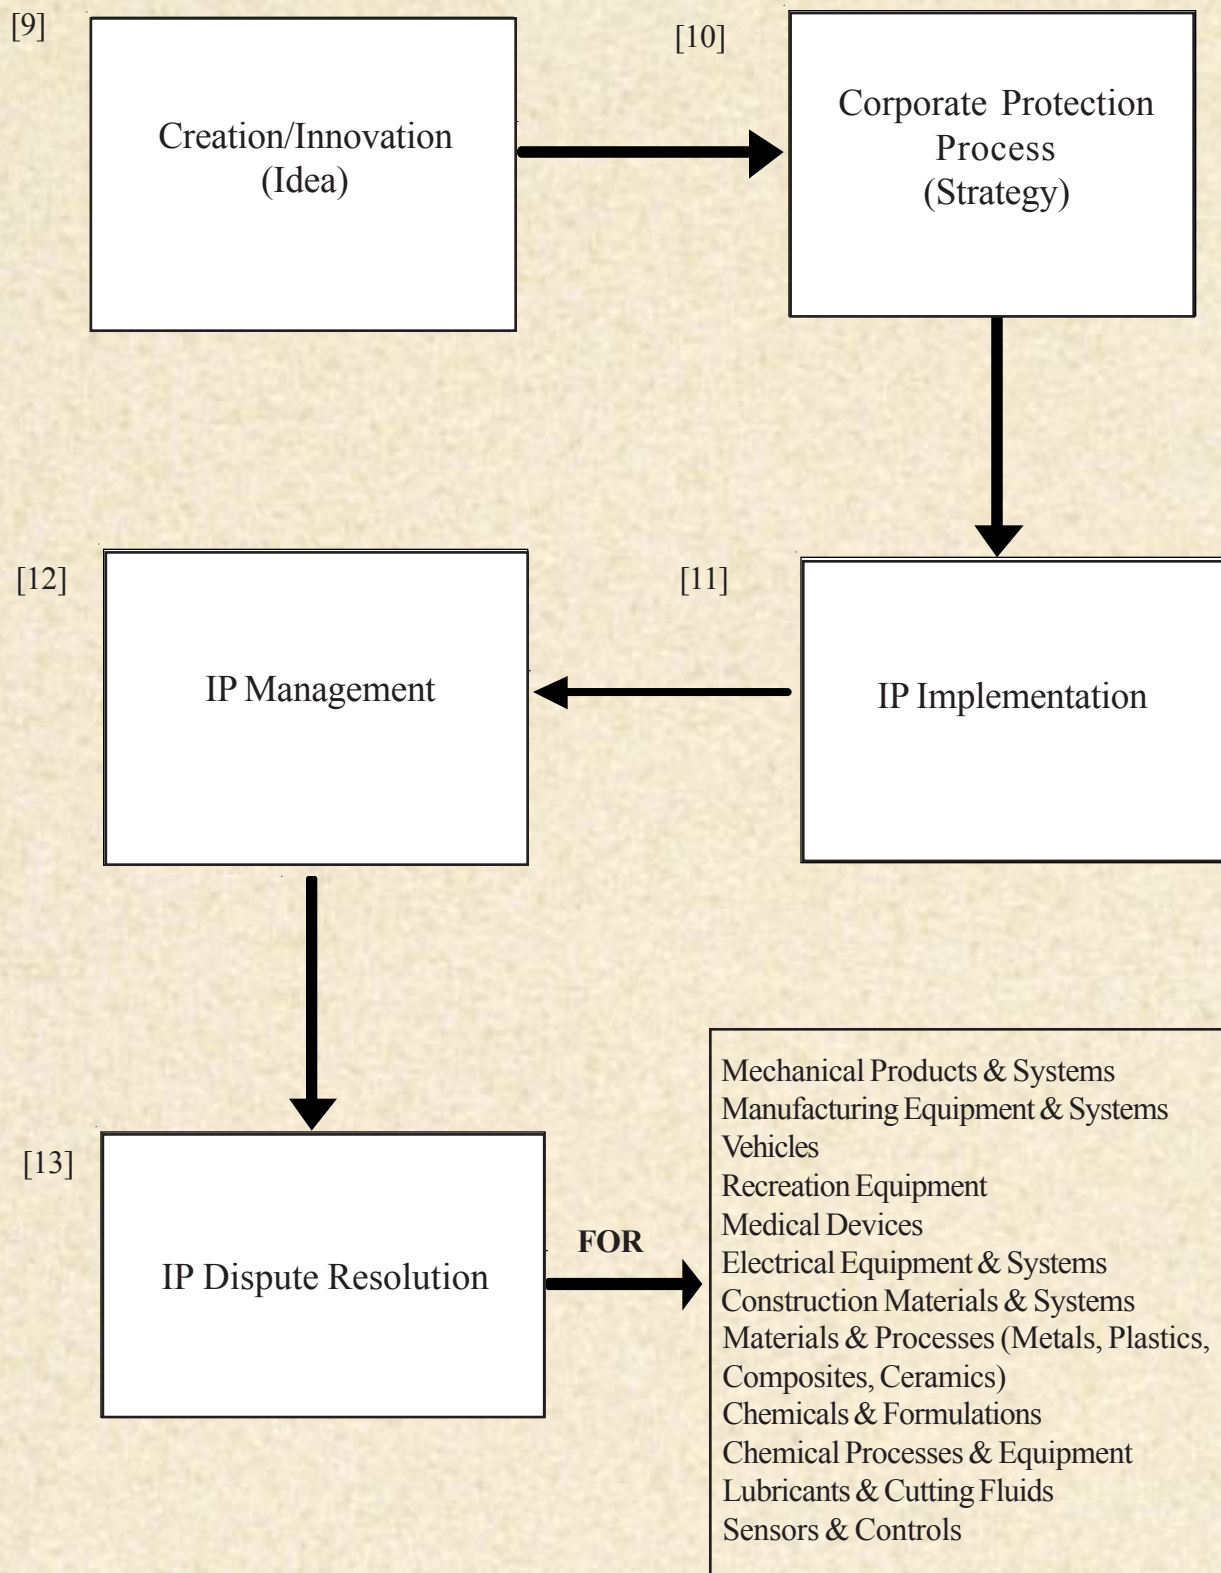 [9]
Creation/Innovation
(Idea)
[10]
Corporate Protection
Process
(Strategy)
[12]
IP Management
[11]
IP Implementation
[13]
IP Dispute Resolution
FOR
Mechanical Products & Systems
Manufacturing Equipment & Systems
Vehicles
Recreation Equipment
Medical Devices
Electrical Equipment & Systems
Construction Materials & Systems
Materials & Processes (Metals, Plastics,
Composites, Ceramics)
Chemicals & Formulations
Chemical Processes & Equipment
Lubricants & Cutting Fluids
Sensors & Controls